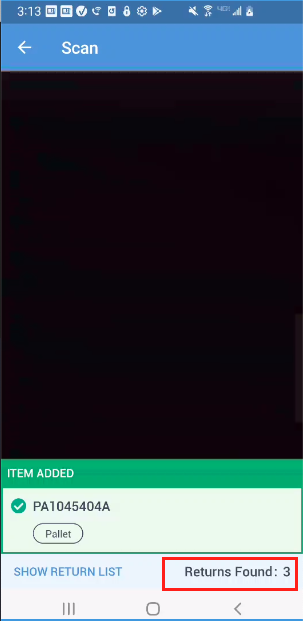 3:13
Scan
ITEM ADDED
PA1045404A
Pallet
SHOW RETURN LIST Returns Found: 3